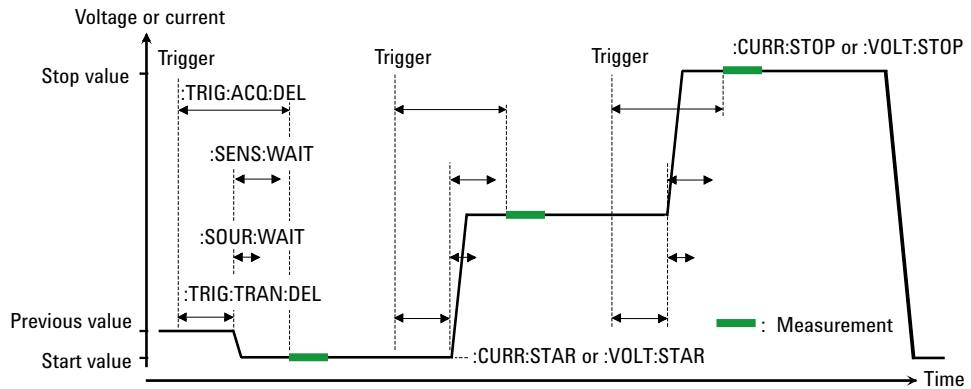 Voltage or current
Trigger
Trigger
Trigger
:CURR:STOP or :VOLT:STOP
Stop value
:TRIG:ACQ:DEL
:SENS:WAIT
:SOUR:WAIT
:TRIG:TRAN:DEL
Previous value
: Measurement
Start value
:CURR:STAR or :VOLT:STAR
Time